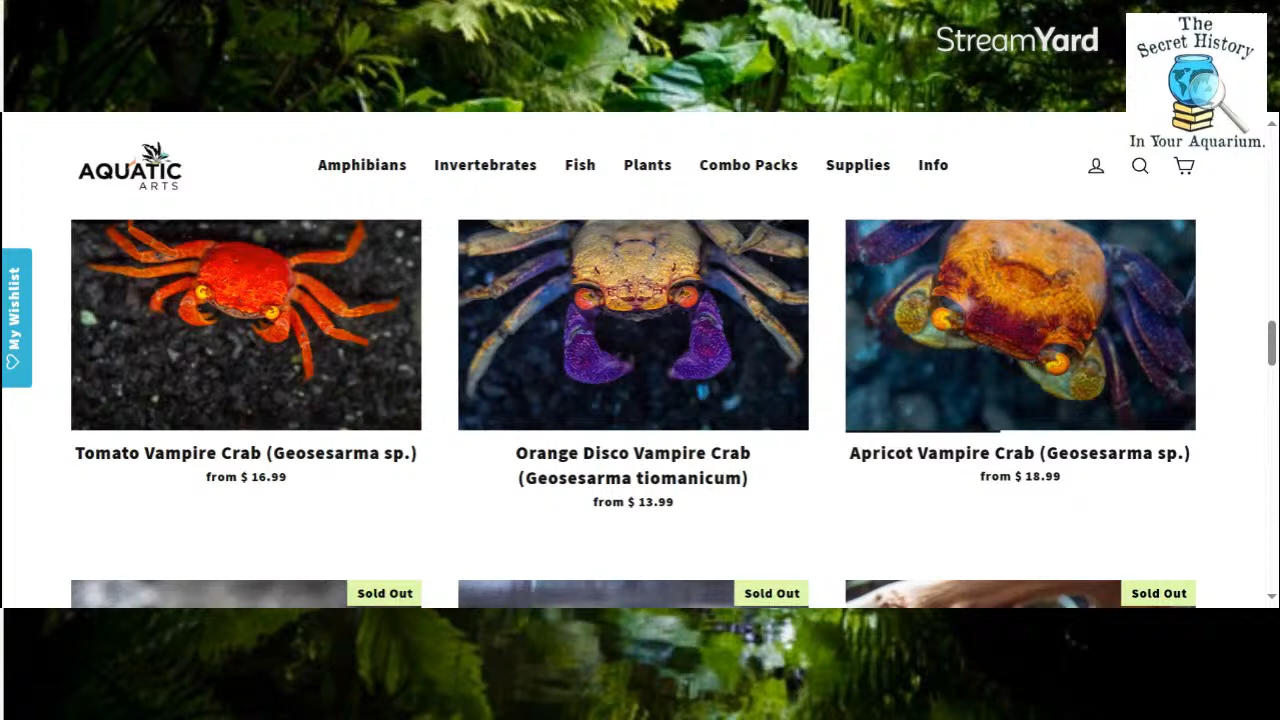 StreamYard
The
Secret History
In Your Aquarium.
AQUATIC
ARTS
Amphibians
Invertebrates
Fish
Plants
Combo Packs
Supplies
Info
My Wishlist
Tomato Vampire Crab (Geosesarma sp.)
from $ 16.99
Orange Disco Vampire Crab
(Geosesarma tiomanicum)
from $ 13.99
Apricot Vampire Crab (Geosesarma sp.)
from $ 18.99
Sold Out
Sold Out
Sold Out